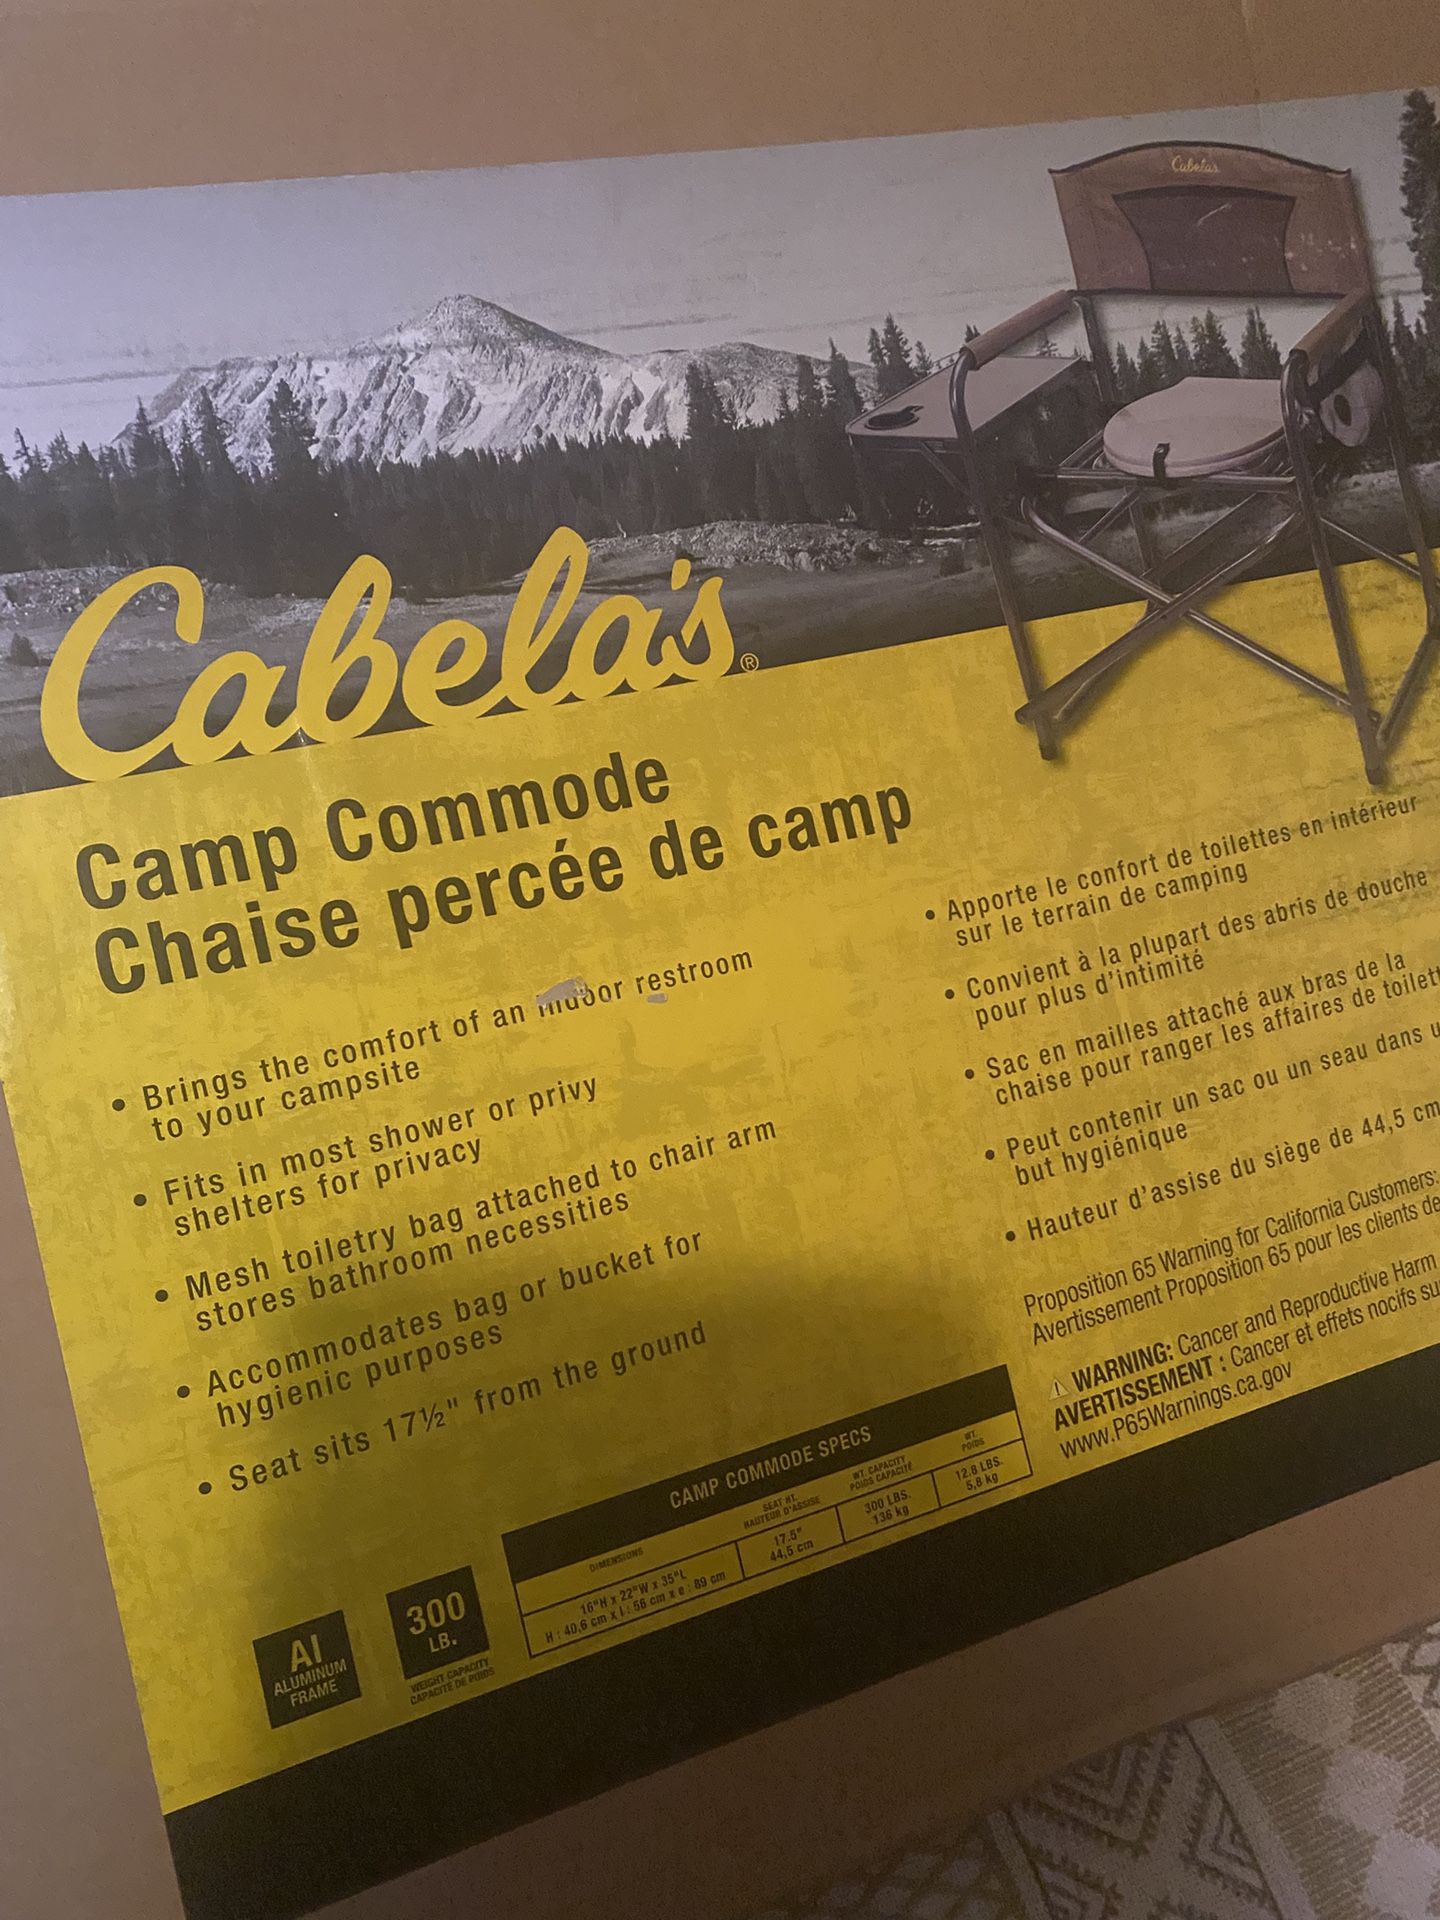 Cabela's
Cabela's®
Camp Commode
Chaise percée de camp
• Brings the comfort of an indoor restroom
to your campsite
• Fits in most shower or privy
shelters for privacy
• Mesh toiletry bag attached to chair arm
stores bathroom necessities
• Accommodates bag or bucket for
hygienic purposes
• Seat sits 17½" from the ground
• Apporte le confort de toilettes en intérieur
sur le terrain de camping
• Convient à la plupart des abris de douche
pour plus d'intimité
• Sac en mailles attaché aux bras de la
chaise pour ranger les affaires de
• Peut contenir un sac ou un seau dans
but hygiénique
• Hauteur d'assise du siège de 44,5 cm
Proposition 65 Warning for California Customers:
Avertissement Proposition 65 pour les clients de
⚠ WARNING: Cancer and Reproductive Harm
AVERTISSEMENT : Cancer et effets nocifs
www.P65Warnings.ca.gov
Al
ALUMINUM
FRAME
300
LB.
WEIGHT CAPACITY
CAPACITÉ DE POIDS
CAMP COMMODE SPECS
DIMENSIONS
16"H x 22"W x 35"L
H : 40,6 cm x l : 56 cm x e : 89 cm
SEAT HT.
HAUTEUR D'ASSISE
17.5"
44,5 cm
WT. CAPACITY
POIDS CAPACITÉ
300 LBS.
136 kg
WT.
POIDS
12.8 LBS.
5,8 kg